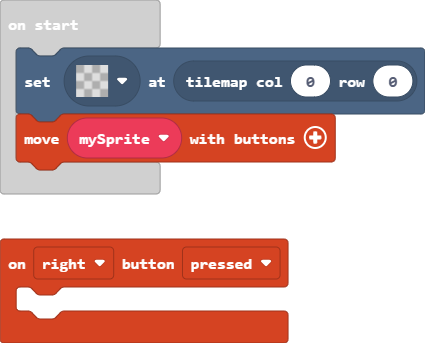 on start
set at tilemap col 0 row 0
move mySprite with buttons
on right button pressed